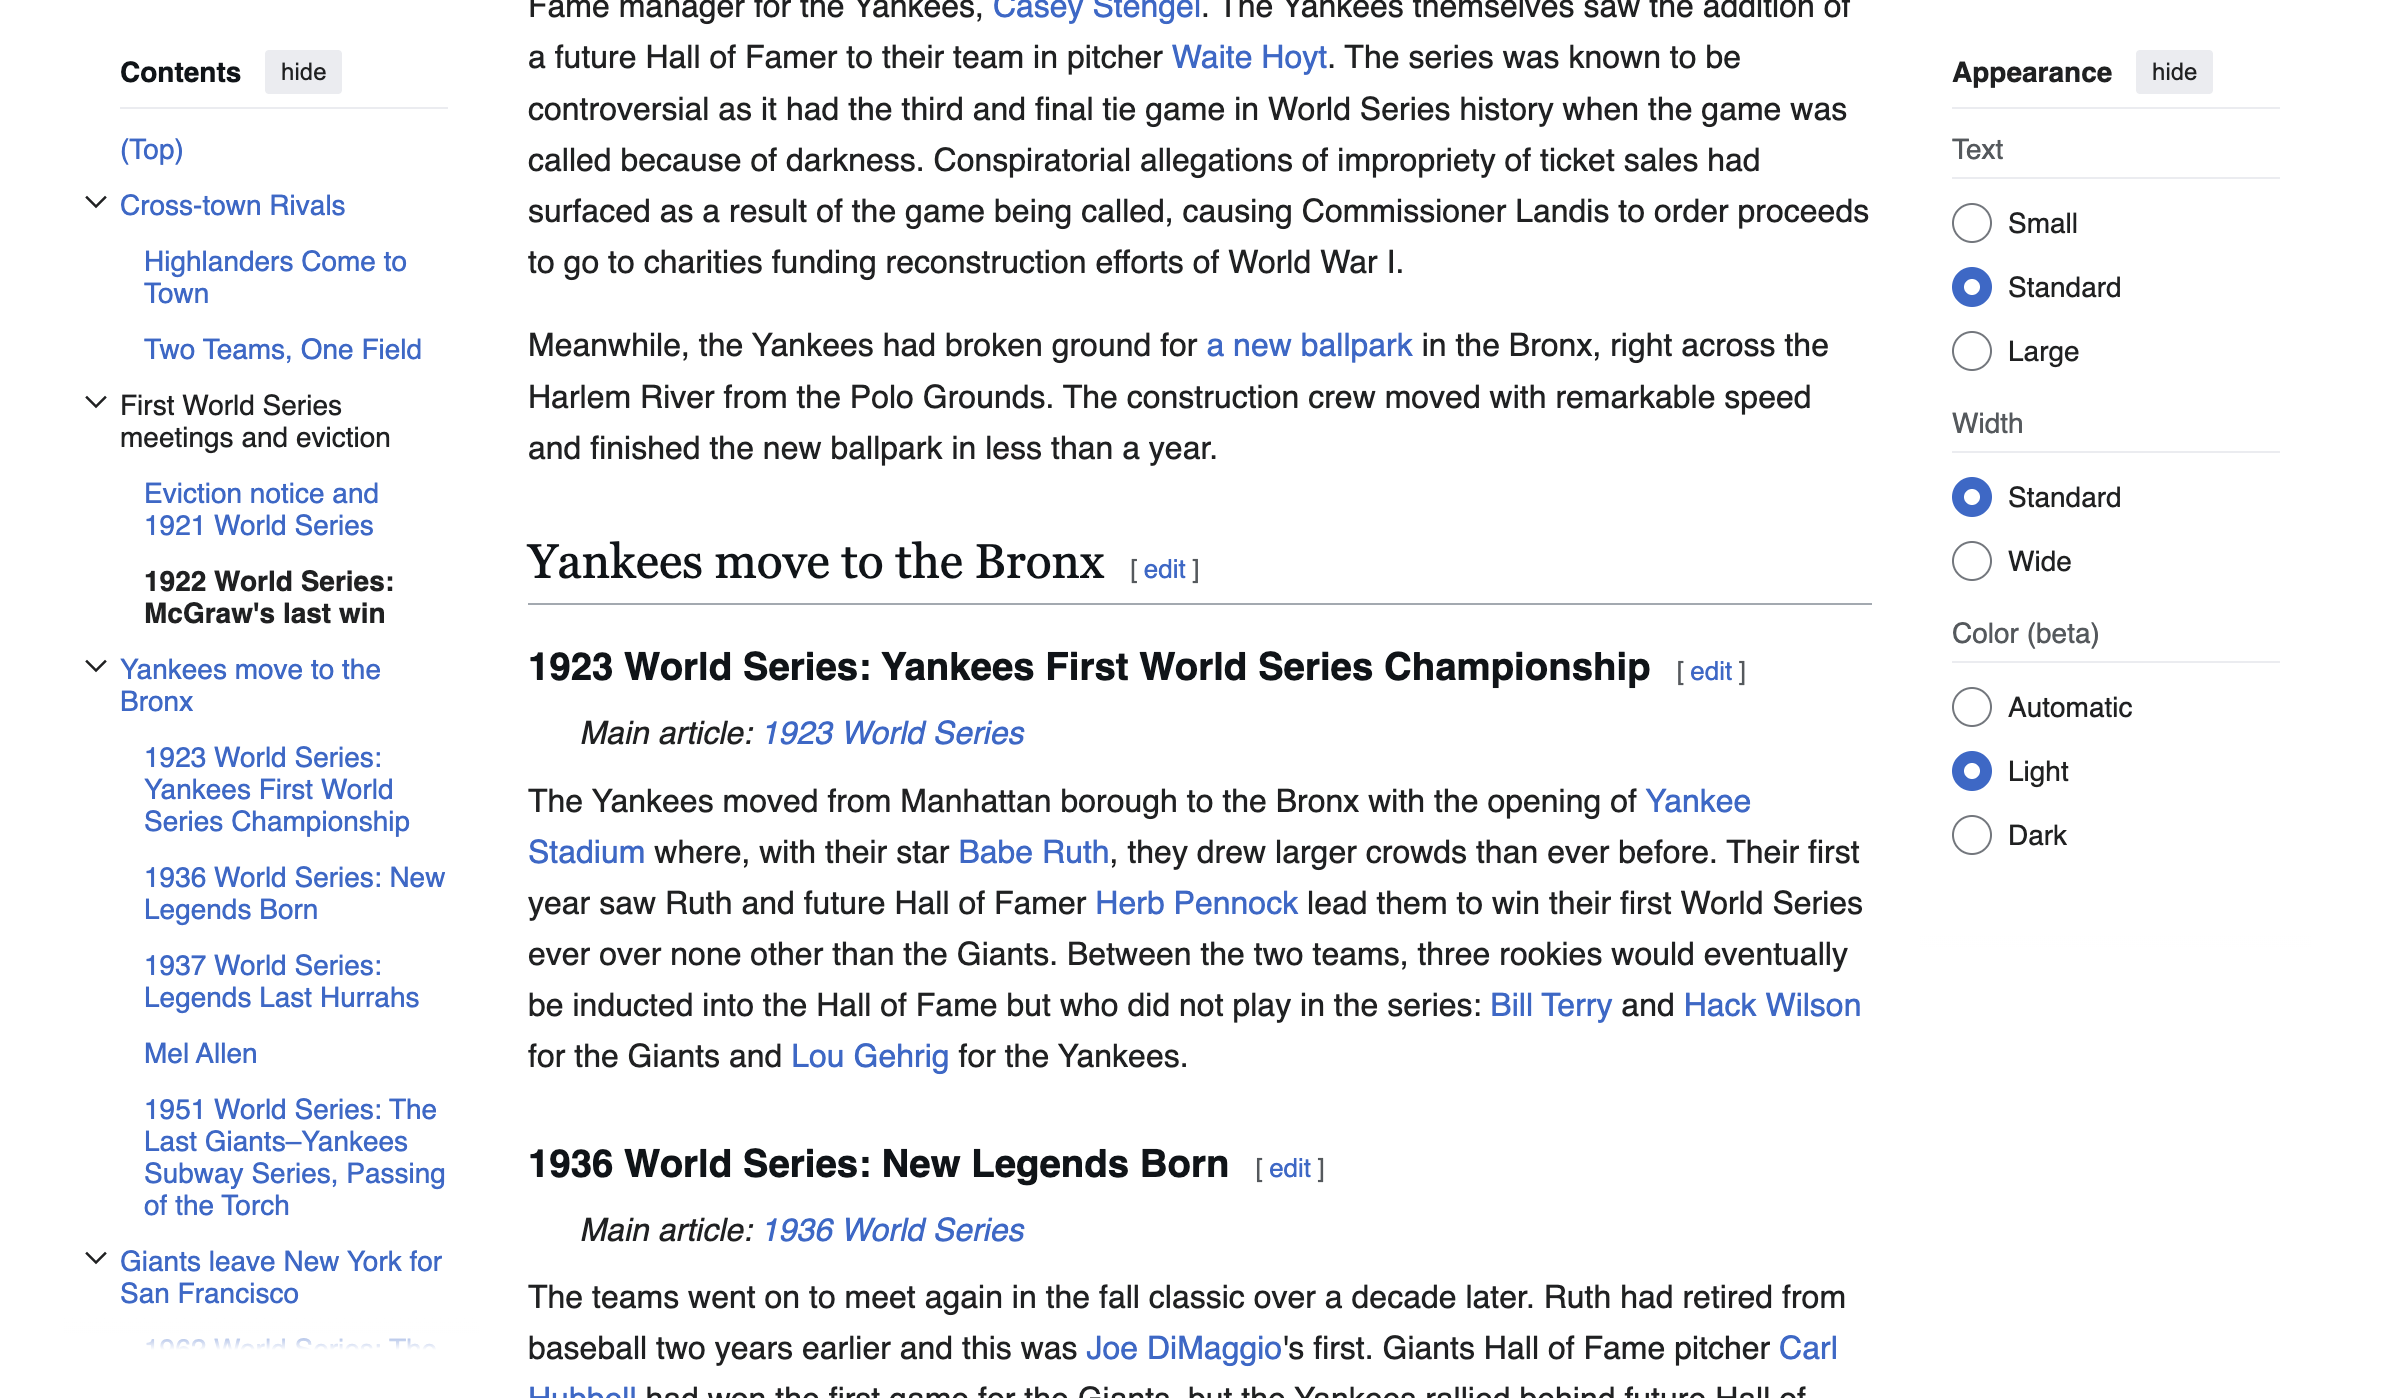 Contents hide
(Top)
Cross-town Rivals
Highlanders Come to
Town
Two Teams, One Field
First World Series
meetings and eviction
Eviction notice and
1921 World Series
1922 World Series:
McGraw's last win
Yankees move to the
Bronx
1923 World Series:
Yankees First World
Series Championship
1936 World Series: New
Legends Born
1937 World Series:
Legends Last Hurrahs
Mel Allen
1951 World Series: The
Last Giants–Yankees
Subway Series, Passing
of the Torch
Giants leave New York for
San Francisco
1962 World Series: The
Fame manager for the Yankees, Casey Stengel. The Yankees themselves saw the addition of
a future Hall of Famer to their team in pitcher Waite Hoyt. The series was known to be
controversial as it had the third and final tie game in World Series history when the game was
called because of darkness. Conspiratorial allegations of impropriety of ticket sales had
surfaced as a result of the game being called, causing Commissioner Landis to order proceeds
to go to charities funding reconstruction efforts of World War I.
Meanwhile, the Yankees had broken ground for a new ballpark in the Bronx, right across the
Harlem River from the Polo Grounds. The construction crew moved with remarkable speed
and finished the new ballpark in less than a year.
Yankees move to the Bronx [ edit ]
1923 World Series: Yankees First World Series Championship [ edit ]
Main article: 1923 World Series
The Yankees moved from Manhattan borough to the Bronx with the opening of Yankee
Stadium where, with their star Babe Ruth, they drew larger crowds than ever before. Their first
year saw Ruth and future Hall of Famer Herb Pennock lead them to win their first World Series
ever over none other than the Giants. Between the two teams, three rookies would eventually
be inducted into the Hall of Fame but who did not play in the series: Bill Terry and Hack Wilson
for the Giants and Lou Gehrig for the Yankees.
1936 World Series: New Legends Born [ edit ]
Main article: 1936 World Series
The teams went on to meet again in the fall classic over a decade later. Ruth had retired from
baseball two years earlier and this was Joe DiMaggio's first. Giants Hall of Fame pitcher Carl
Hubbell had won the first game for the Giants, but the Yankees rallied behind future Hall of
Appearance hide
Text
Small
Standard
Large
Width
Standard
Wide
Color (beta)
Automatic
Light
Dark